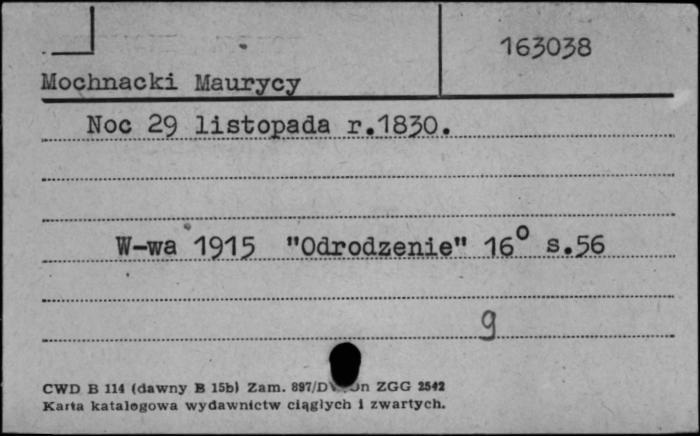 163038
Mochnacki Maurycy
Noc 29 listopada r.1830.
W-wa 1915 "Odrodzenie" 16° s.56
g
CWD B 114 (dawny B 15b) Zam. 897/D ZGG 2542
Karta katalogowa wydawnictw ciągłych i zwartych.